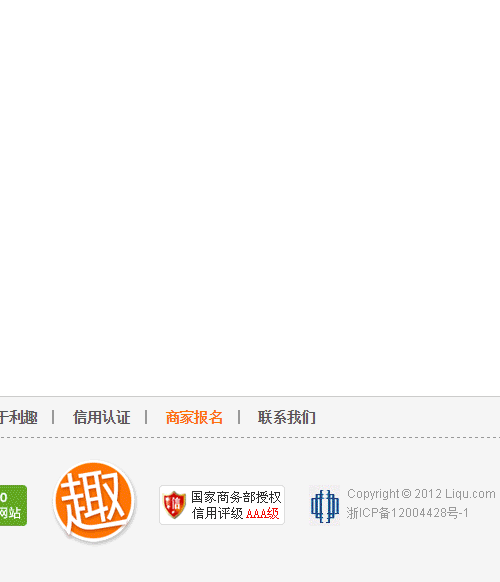 于利趣 | 信用认证 | 商家报名 | 联系我们
0
网站
趣
国家商务部授权
信用评级 AAA级
Copyright © 2012 Liqu.com
浙ICP备12004428号-1